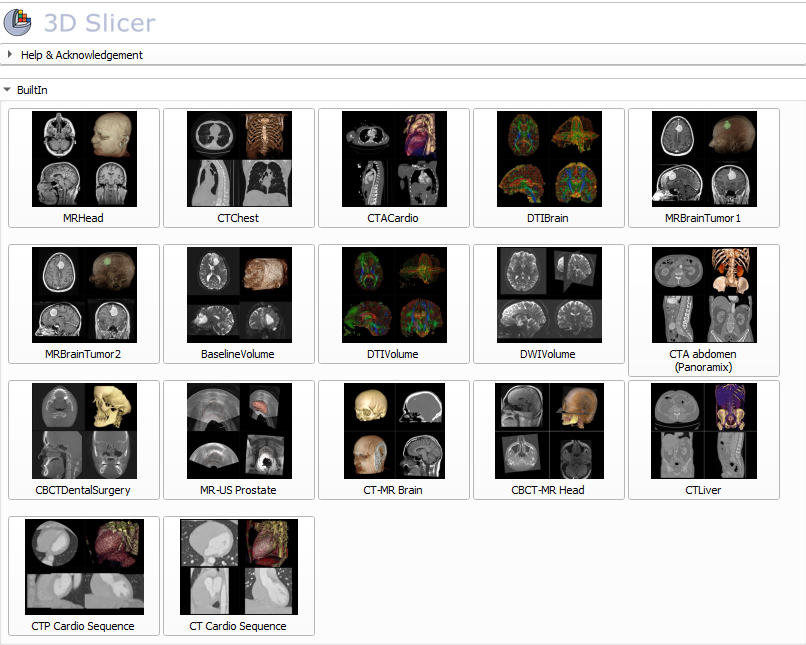 3D Slicer
Help & Acknowledgement
BuiltIn
MRHead
CTChest
CTACardio
DTIBrain
MRBrainTumor1
MRBrainTumor2
BaselineVolume
DTIVolume
DWIVolume
CTA abdomen
(Panoramix)
CBCTDentalSurgery
MR-US Prostate
CT-MR Brain
CBCT-MR Head
CTLiver
CTP Cardio Sequence
CT Cardio Sequence